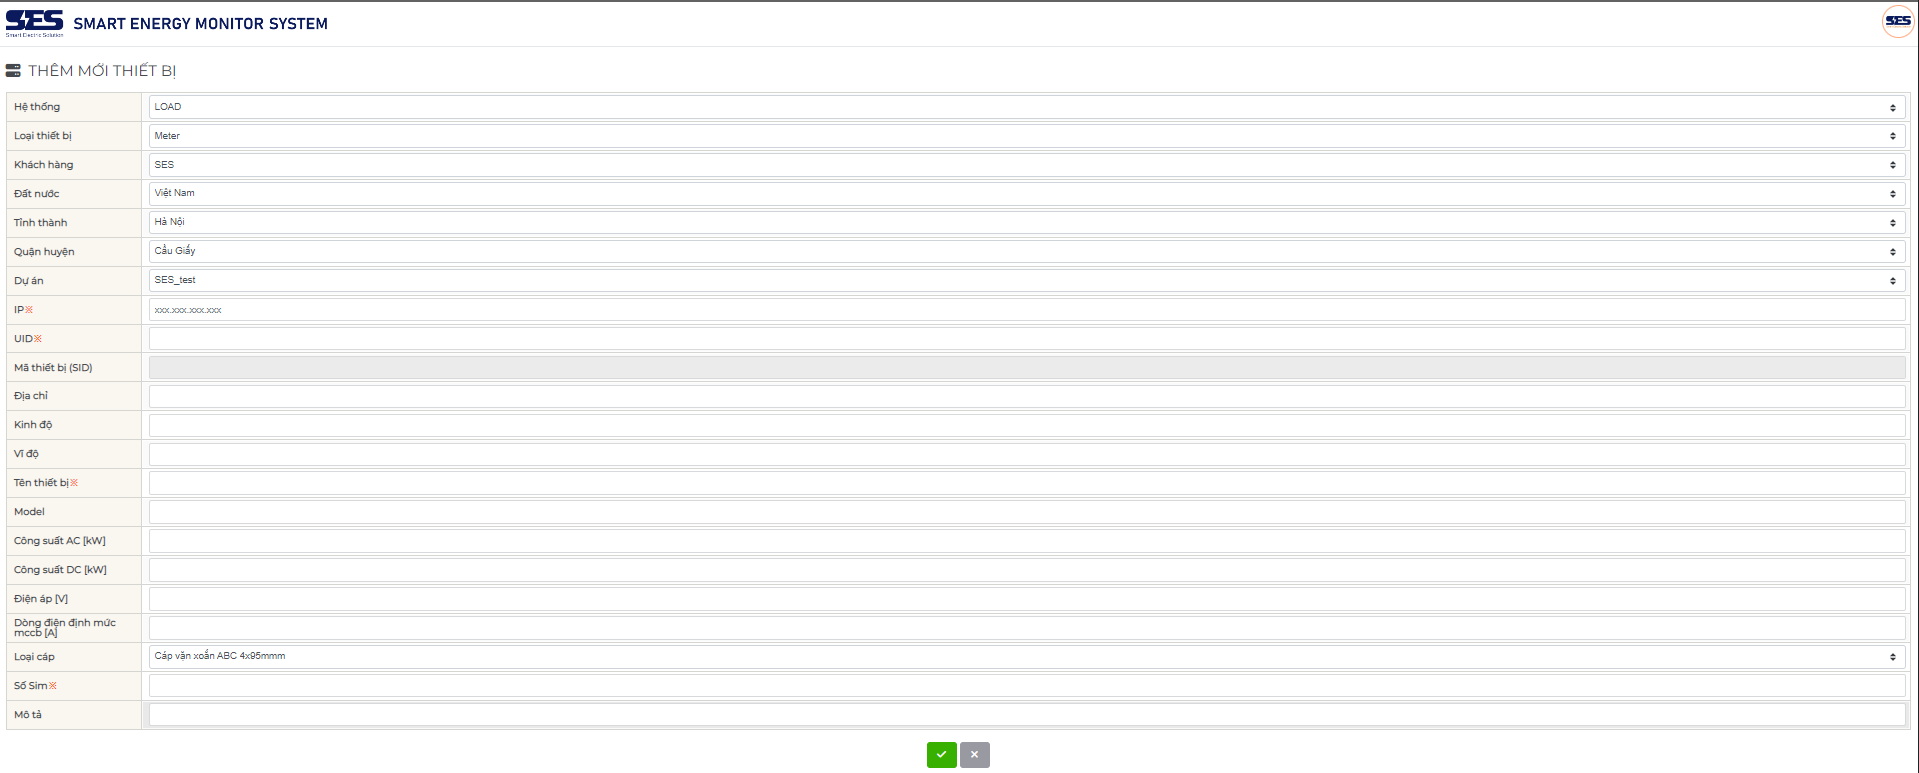 SES
Smart Electric Solution
SMART ENERGY MONITOR SYSTEM
SES
THÊM MỚI THIẾT BỊ
Hệ thống LOAD
Loại thiết bị Meter
Khách hàng SES
Đất nước Việt Nam
Tỉnh thành Hà Nội
Quận huyện Cầu Giấy
Dự án SES_test
IP※ xxx.xxx.xxx.xxx
UID※
Mã thiết bị (SID)
Địa chỉ
Kinh độ
Vĩ độ
Tên thiết bị※
Model
Công suất AC [kW]
Công suất DC [kW]
Điện áp [V]
Dòng điện định mức
mccb [A]
Loại cáp Cáp vặn xoắn ABC 4x95mmm
Số Sim※
Mô tả